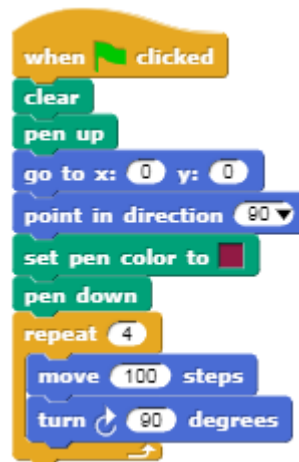 when clicked
clear
pen up
go to x: 0 y: 0
point in direction 90
set pen color to
pen down
repeat 4
move 100 steps
turn 90 degrees